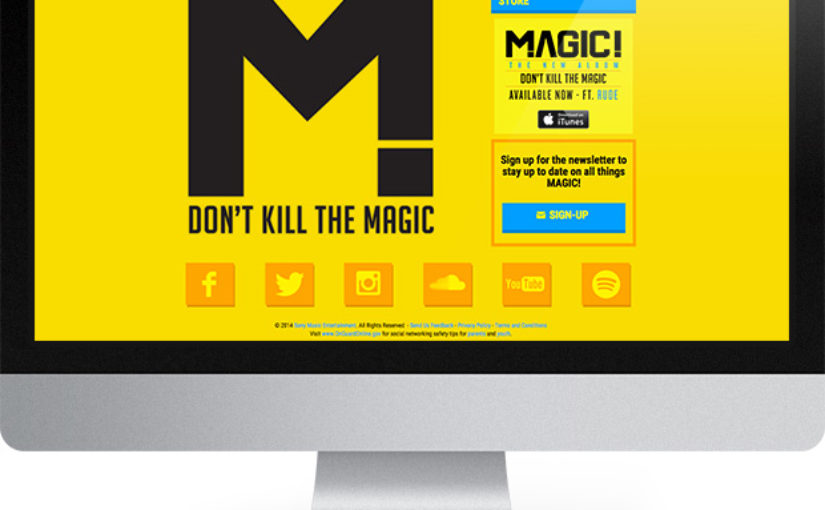 STORE
M!
DON'T KILL THE MAGIC
MAGIC!
THE NEW ALBUM
DON'T KILL THE MAGIC
AVAILABLE NOW - FT. RUDE
Download on
iTunes
Sign up for the newsletter to
stay up to date on all things
MAGIC!
SIGN-UP
f
You Tube
© 2014 Sony Music Entertainment. All Rights Reserved. - Send Us Feedback - Privacy Policy - Terms and Conditions
Visit www.OnGuardOnline.gov for social networking safety tips for parents and youth.